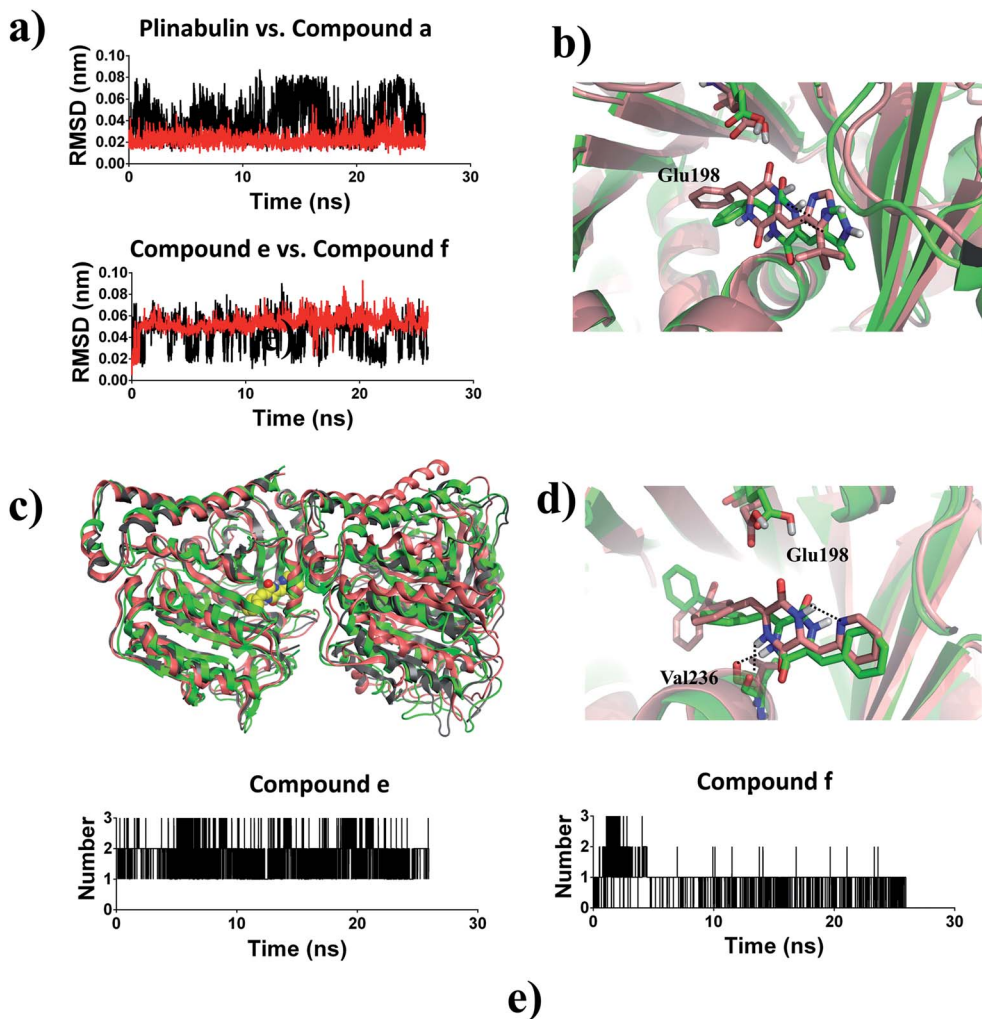 a)
Plinabulin vs. Compound a
RMSD (nm)
0.10
0.08
0.06
0.04
0.02
0.00
0
10
20
30
Time (ns)
Compound e vs. Compound f
RMSD (nm)
0.10
0.08
0.06
0.04
0.02
0.00
e)
0
10
20
30
Time (ns)
b)
Glu198
c)
d)
Glu198
Val236
Compound e
Number
3
2
1
0
0
10
20
30
Time (ns)
Compound f
Number
3
2
1
0
0
10
20
30
Time (ns)
e)